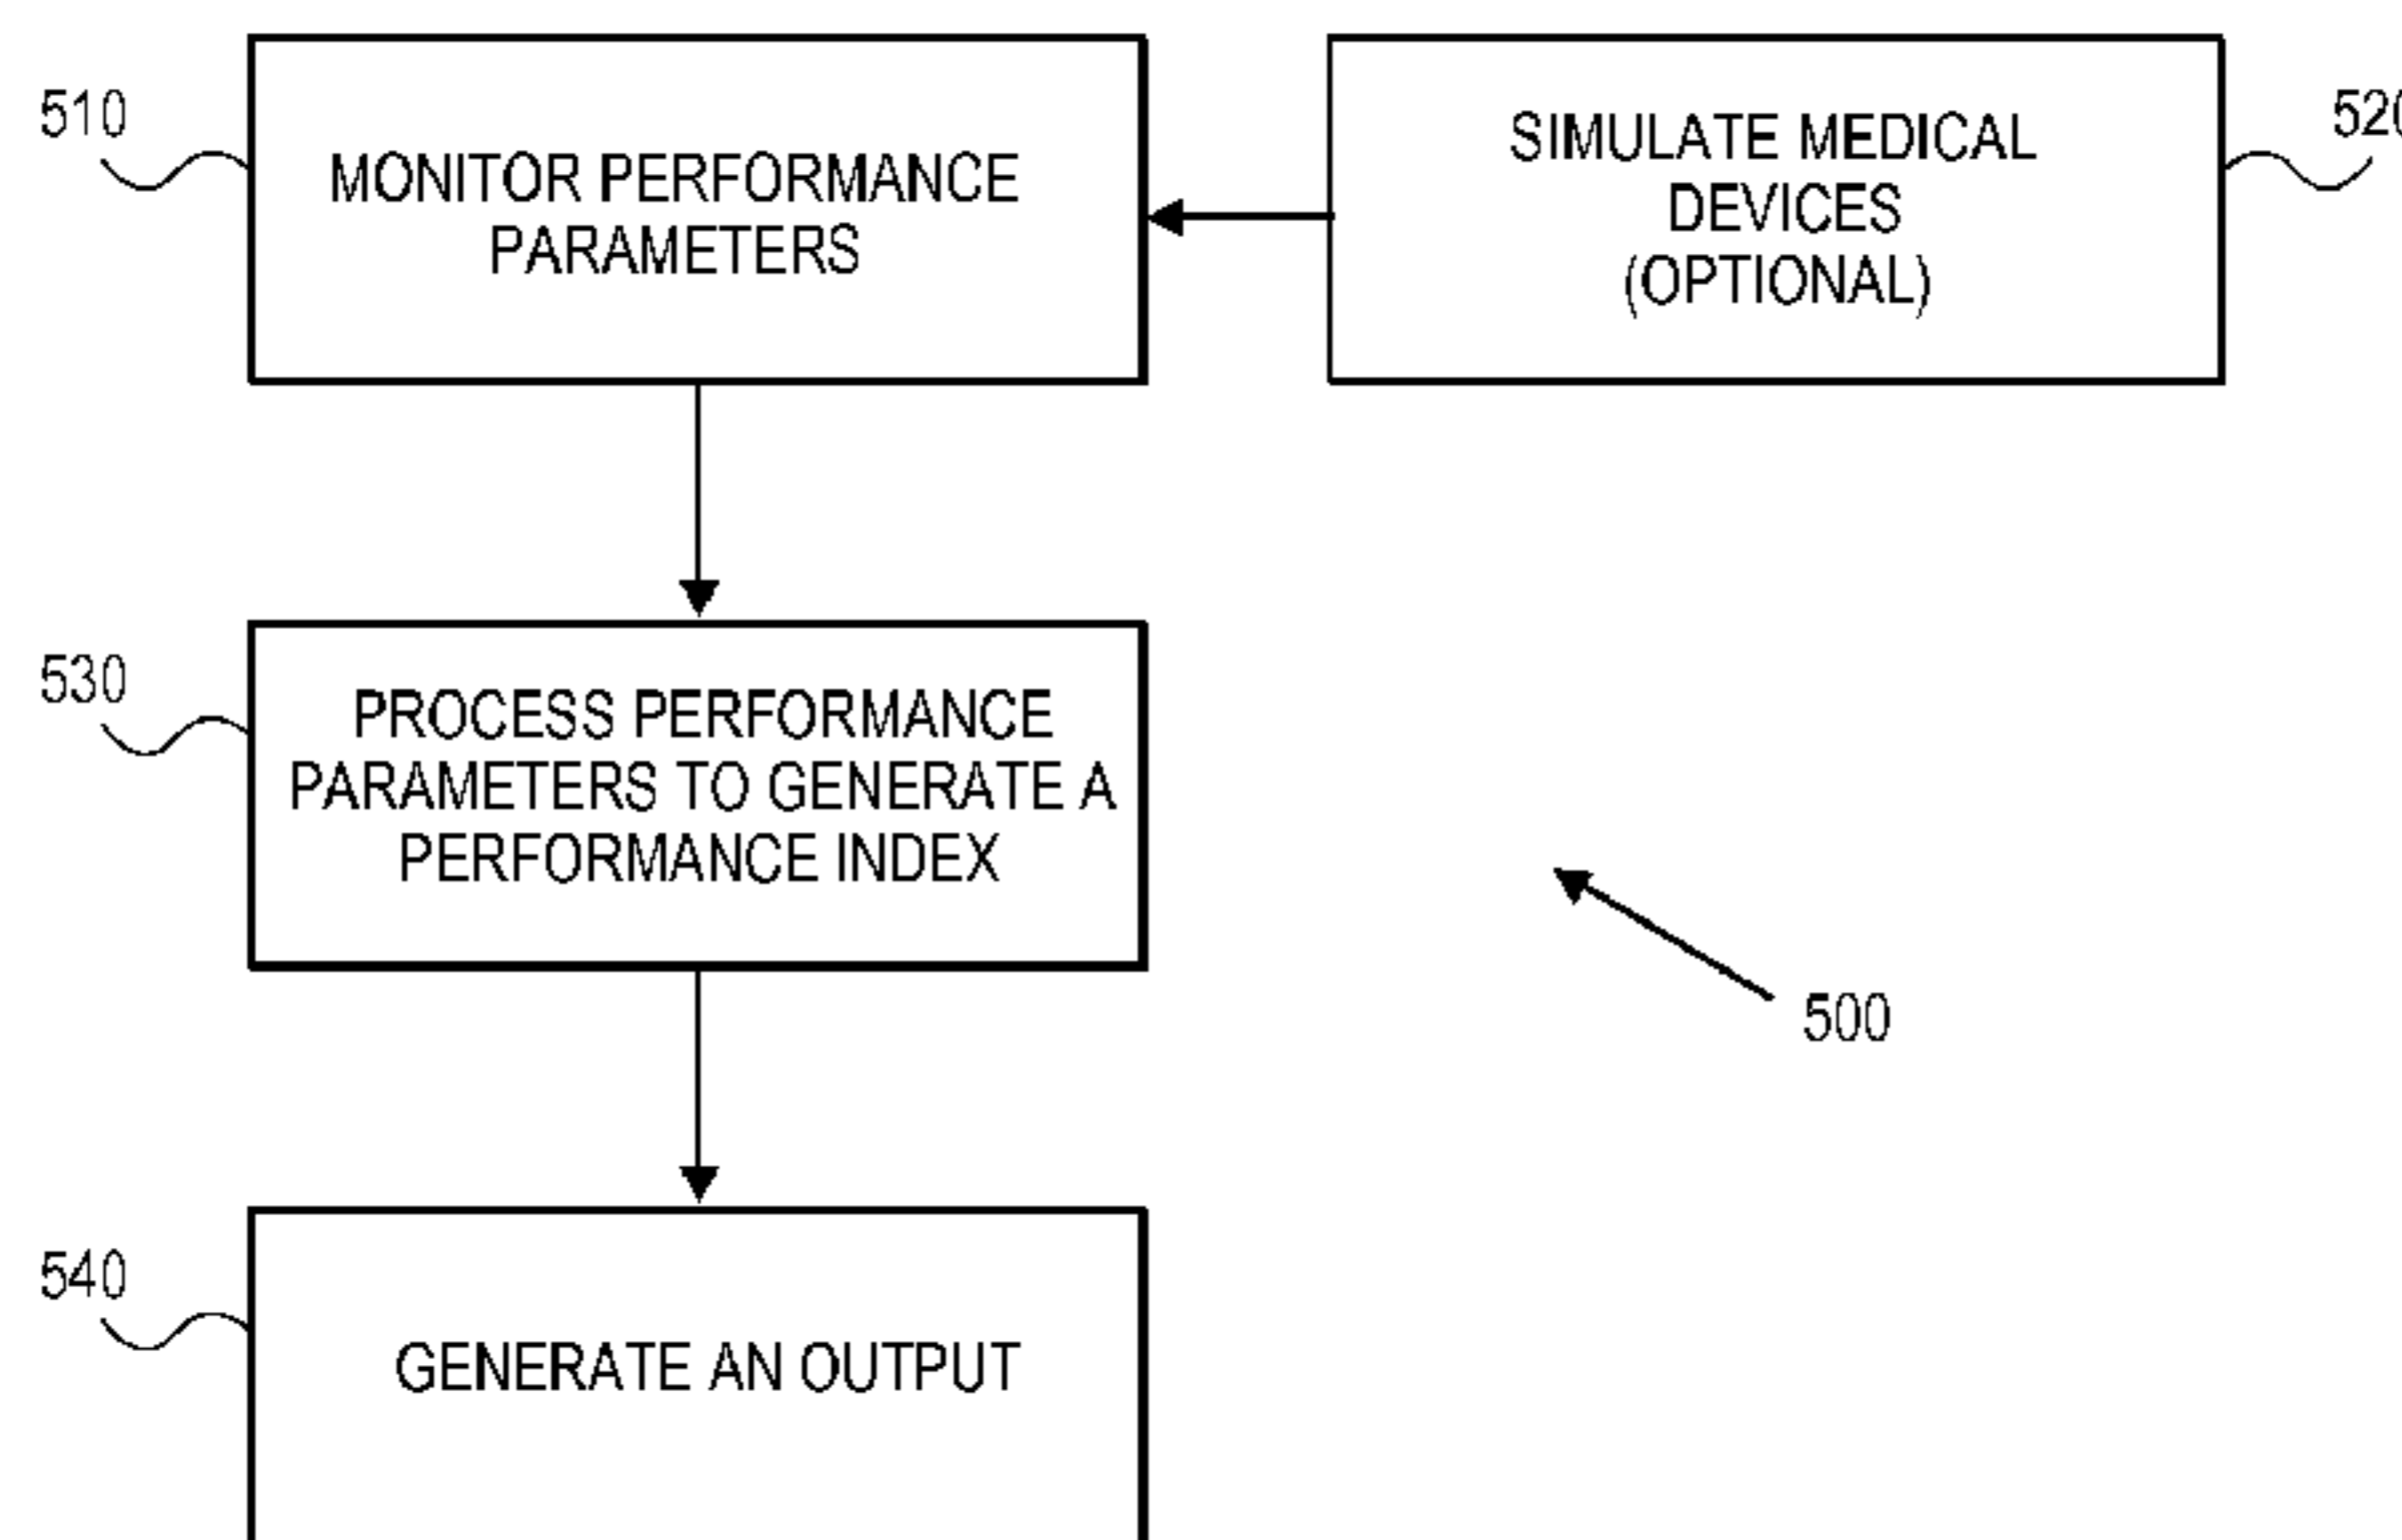 510
MONITOR PERFORMANCE
PARAMETERS
SIMULATE MEDICAL
DEVICES
(OPTIONAL)
520
530
PROCESS PERFORMANCE
PARAMETERS TO GENERATE A
PERFORMANCE INDEX
500
540
GENERATE AN OUTPUT